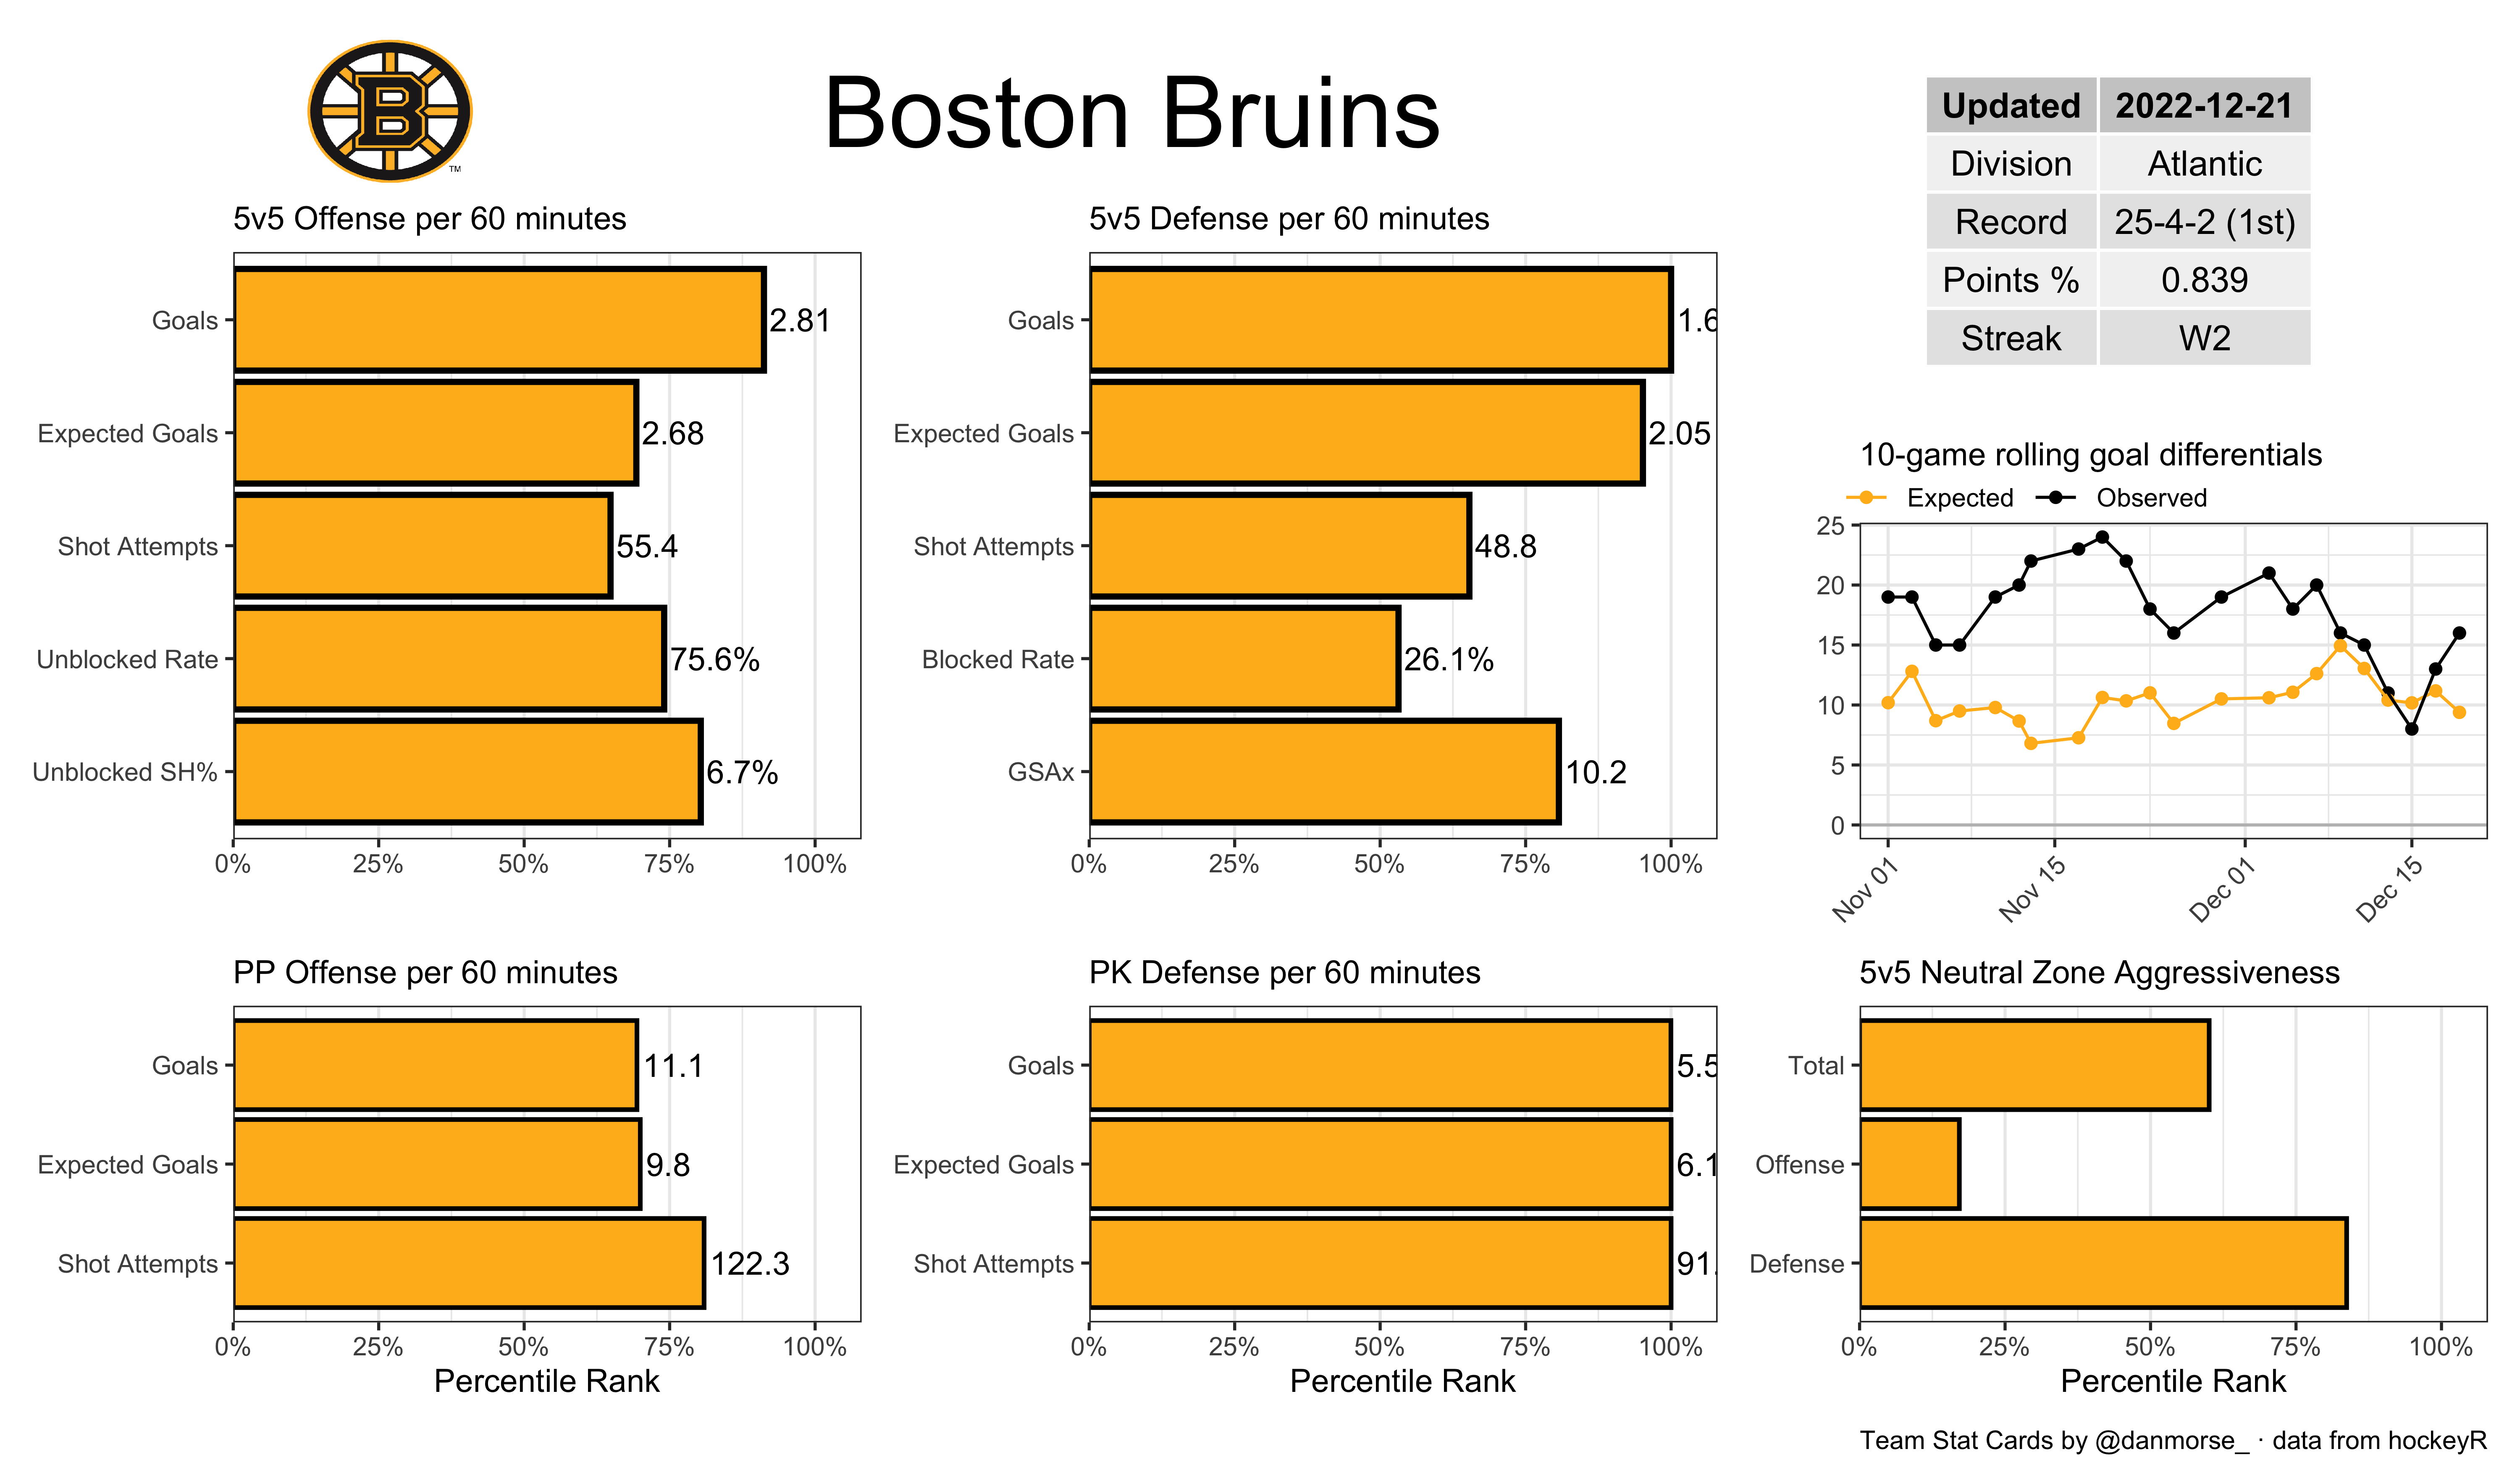 B
TM
Boston Bruins
Updated 2022-12-21
Division Atlantic
Record 25-4-2 (1st)
Points % 0.839
Streak W2
5v5 Offense per 60 minutes
Goals 2.81
Expected Goals 2.68
Shot Attempts 55.4
Unblocked Rate 75.6%
Unblocked SH% 6.7%
0% 25% 50% 75% 100%
5v5 Defense per 60 minutes
Goals 1.6
Expected Goals 2.05
Shot Attempts 48.8
Blocked Rate 26.1%
GSAx 10.2
0% 25% 50% 75% 100%
10-game rolling goal differentials
Expected Observed
25
20
15
10
5
0
Nov 01 Nov 15 Dec 01 Dec 15
PP Offense per 60 minutes
Goals 11.1
Expected Goals 9.8
Shot Attempts 122.3
0% 25% 50% 75% 100%
Percentile Rank
PK Defense per 60 minutes
Goals 5.5
Expected Goals 6.1
Shot Attempts 91.
0% 25% 50% 75% 100%
Percentile Rank
5v5 Neutral Zone Aggressiveness
Total
Offense
Defense
0% 25% 50% 75% 100%
Percentile Rank
Team Stat Cards by @danmorse_ · data from hockeyR